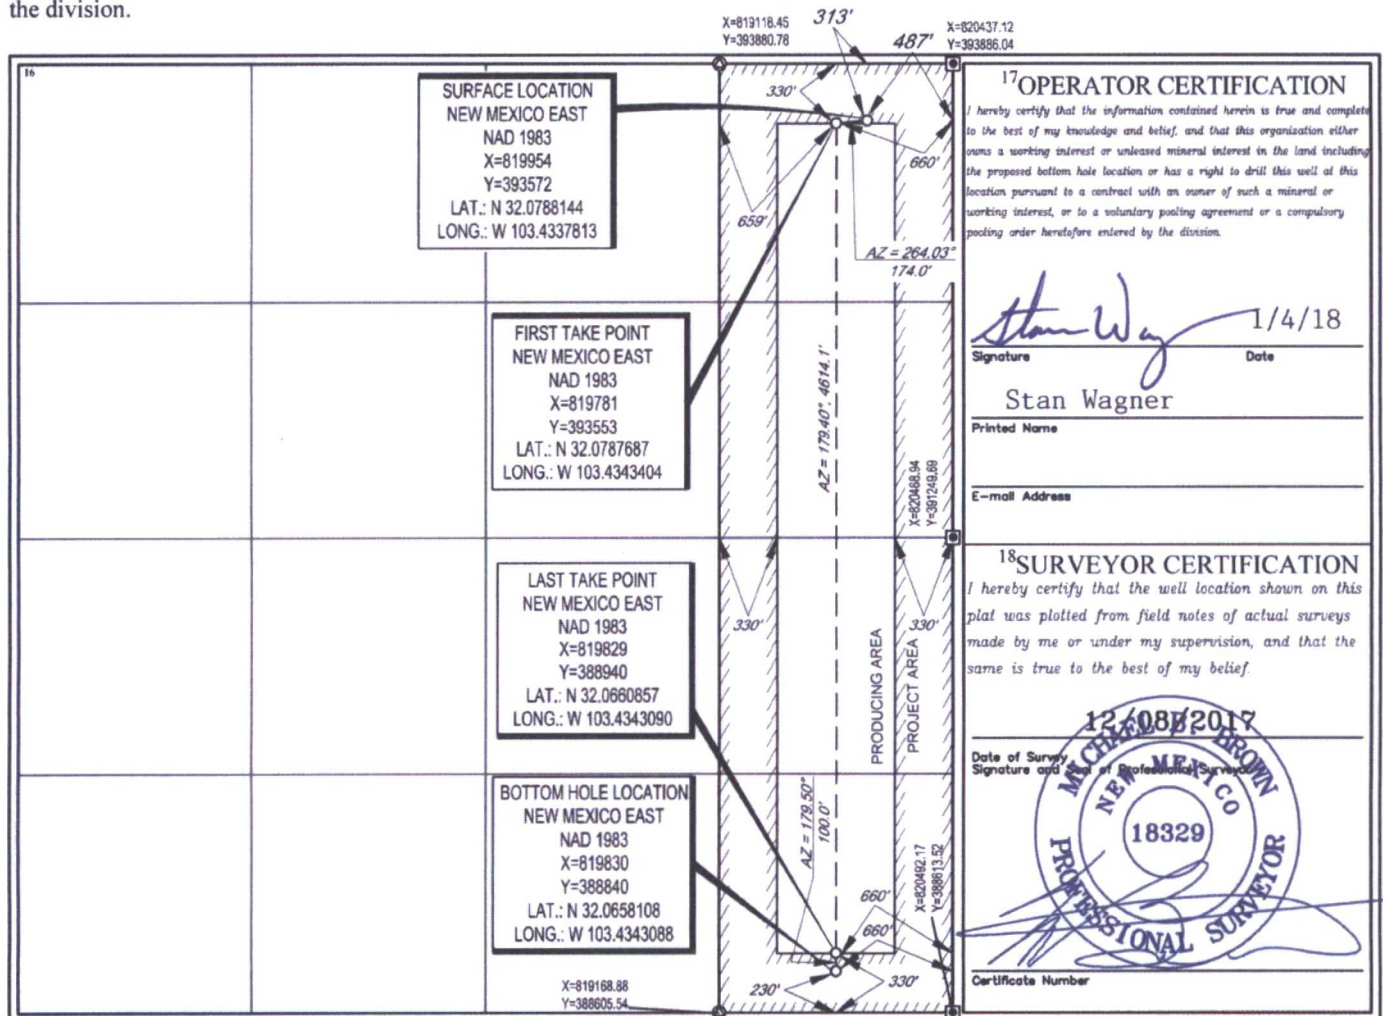 the division.
X=819118.45
Y=393880.78
313'
487'
X=820437.12
Y=393886.04
16
SURFACE LOCATION
NEW MEXICO EAST
NAD 1983
X=819954
Y=393572
LAT.: N 32.0788144
LONG.: W 103.4337813
330'
660'
659'
AZ = 264.03°
174.0'
FIRST TAKE POINT
NEW MEXICO EAST
NAD 1983
X=819781
Y=393553
LAT.: N 32.0787687
LONG.: W 103.4343404
AZ = 179.40°, 4614.1'
X=820468.94
Y=391249.69
LAST TAKE POINT
NEW MEXICO EAST
NAD 1983
X=819829
Y=388940
LAT.: N 32.0660857
LONG.: W 103.4343090
330'
330'
PRODUCING AREA
PROJECT AREA
BOTTOM HOLE LOCATION
NEW MEXICO EAST
NAD 1983
X=819830
Y=388840
LAT.: N 32.0658108
LONG.: W 103.4343088
AZ = 179.50°
100.0'
X=820492.17
Y=388613.52
660'
660'
230'
330'
X=819168.88
Y=388605.54
17OPERATOR CERTIFICATION
I hereby certify that the information contained herein is true and complete
to the best of my knowledge and belief, and that this organization either
owns a working interest or unleased mineral interest in the land including
the proposed bottom hole location or has a right to drill this well at this
location pursuant to a contract with an owner of such a mineral or
working interest, or to a voluntary pooling agreement or a compulsory
pooling order heretofore entered by the division.
Stan Wag
1/4/18
Signature Date
Stan Wagner
Printed Name
E-mail Address
18SURVEYOR CERTIFICATION
I hereby certify that the well location shown on this
plat was plotted from field notes of actual surveys
made by me or under my supervision, and that the
same is true to the best of my belief.
12/08/2017
Date of Survey
Signature and Seal of Professional Surveyor
MICHAEL B. BROWN
NEW MEXICO
18329
PROFESSIONAL SURVEYOR
Certificate Number